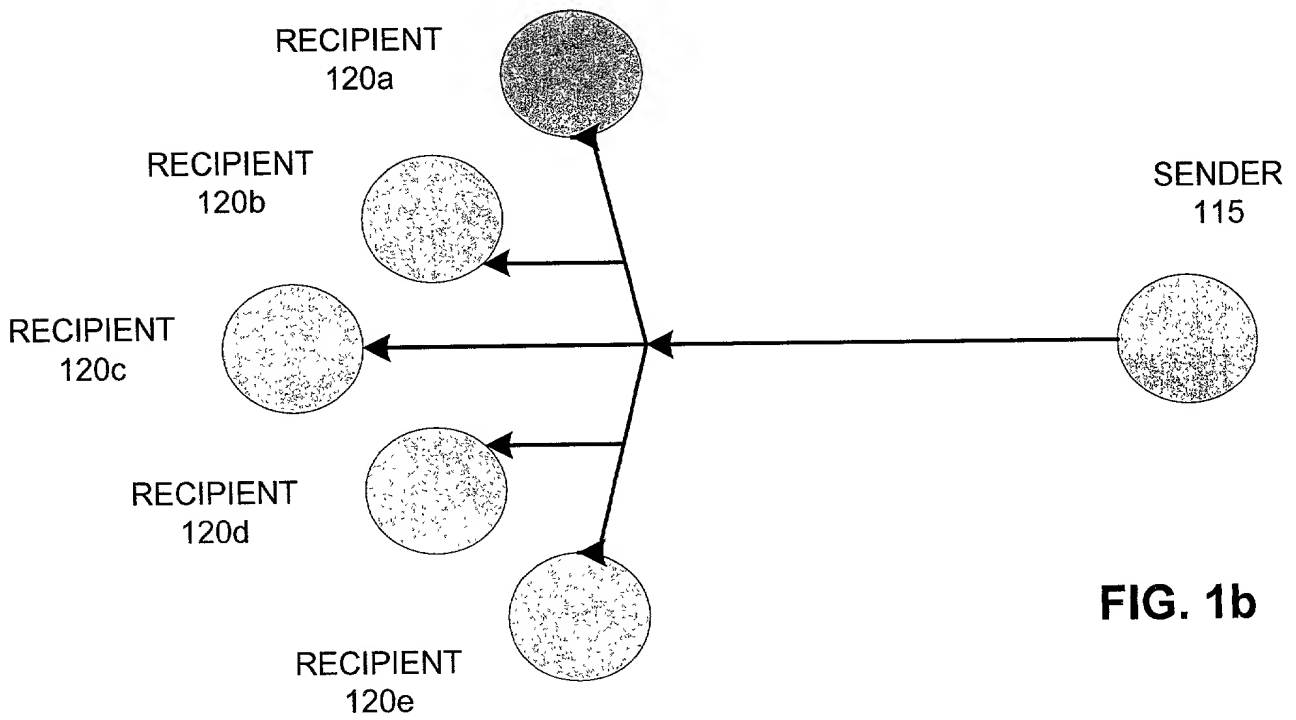 RECIPIENT
120a
RECIPIENT
120b
SENDER
115
RECIPIENT
120c
RECIPIENT
120d
RECIPIENT
120e
FIG. 1b